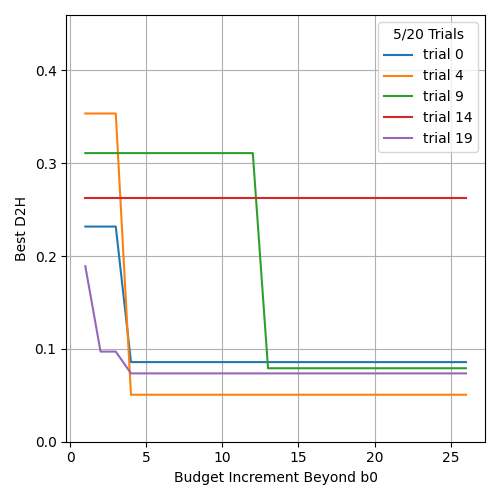 5/20 Trials
trial 0
trial 4
trial 9
trial 14
trial 19
Best D2H
0.4
0.3
0.2
0.1
0.0
0 5 10 15 20 25
Budget Increment Beyond b0